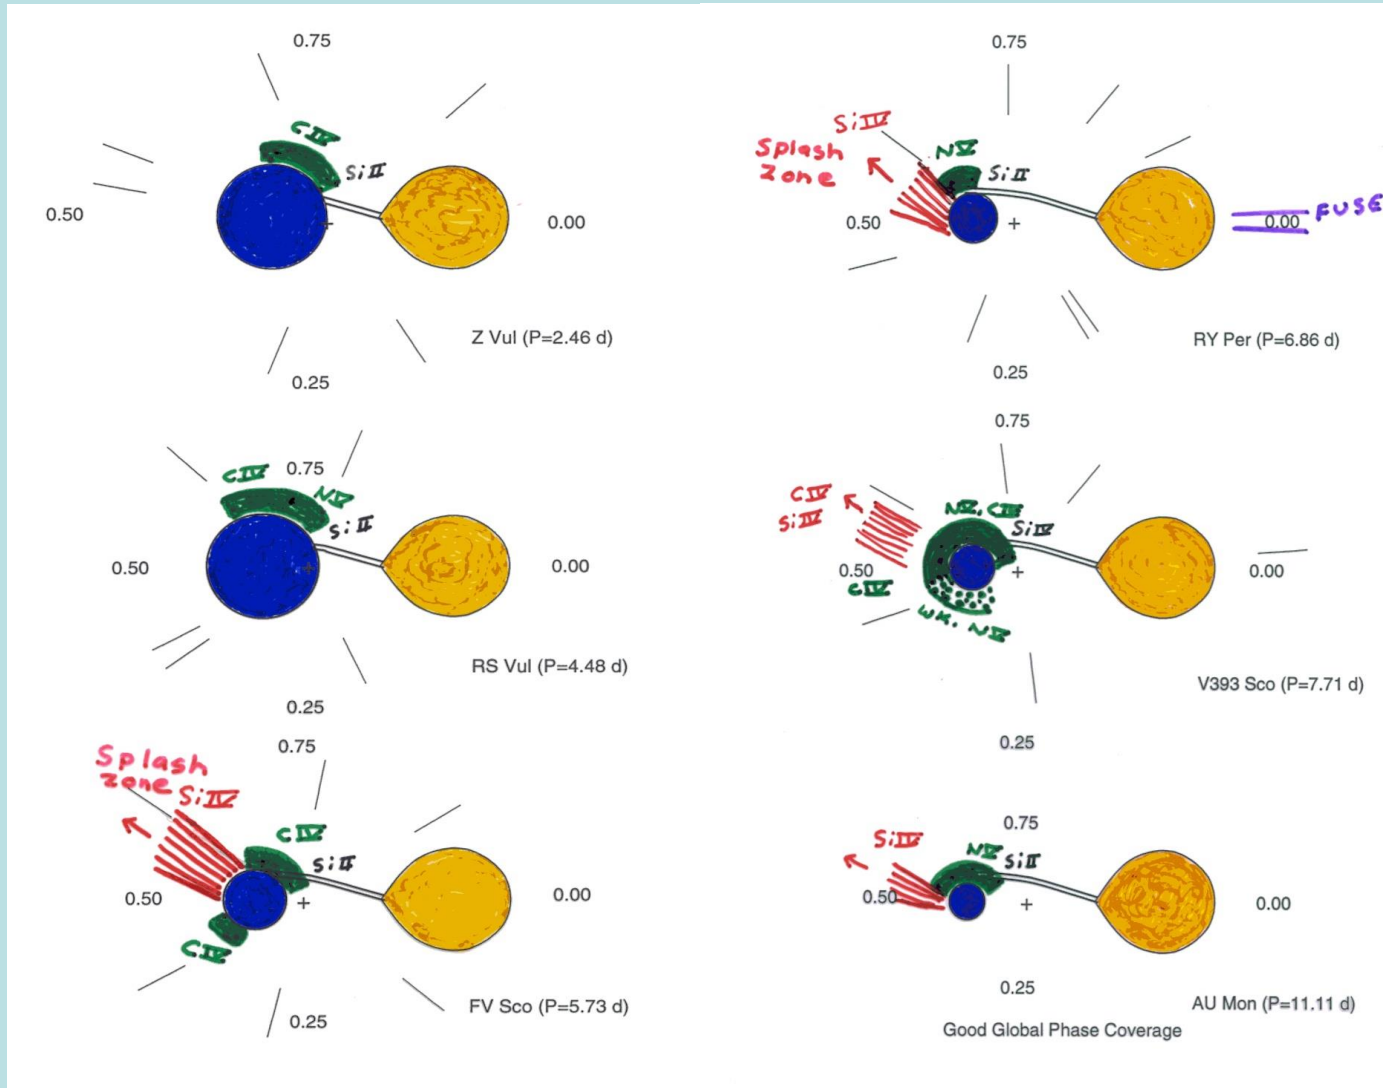 0.75
C IV
Si II
0.50
0.00
Z Vul (P=2.46 d)
0.25
0.75
C IV
N V
Si II
0.50
0.00
RS Vul (P=4.48 d)
0.25
0.75
Splash
Zone
Si IV
C IV
Si II
0.50
0.00
C IV
FV Sco (P=5.73 d)
0.25
0.75
Si IV
Splash
Zone
N V
Si II
0.50
0.00
FUSE
RY Per (P=6.86 d)
0.25
0.75
C IV
Si IV
Si IV
0.50
0.00
C IV
WK. N V
V393 Sco (P=7.71 d)
0.25
0.75
Si IV
N V
Si II
0.50
0.00
0.25
AU Mon (P=11.11 d)
Good Global Phase Coverage